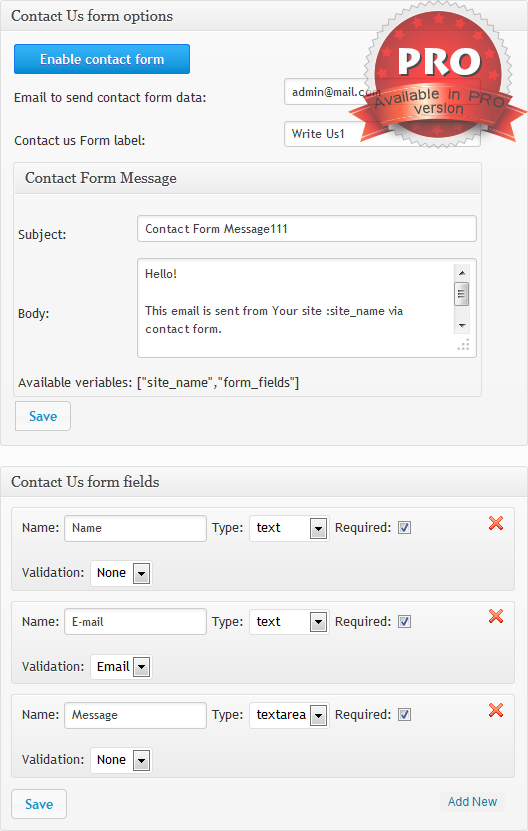 Contact Us form options
Enable contact form
PRO
Available in PRO
version
Email to send contact form data:
admin@mail.com
Contact us Form label:
Write Us1
Contact Form Message
Subject:
Contact Form Message111
Body:
Hello!
This email is sent from Your site :site_name via
contact form.
Available veriables: ["site_name","form_fields"]
Save
Contact Us form fields
Name: Name Type: text Required:
Validation: None
Name: E-mail Type: text Required:
Validation: Email
Name: Message Type: textarea Required:
Validation: None
Save
Add New